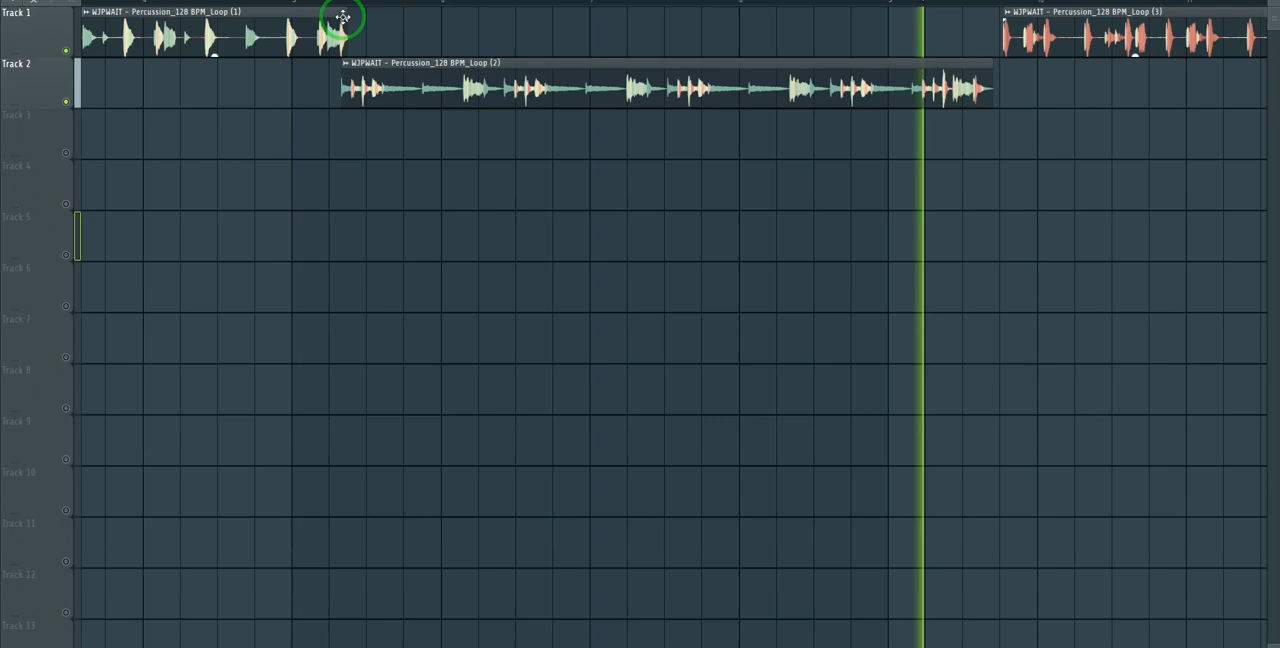 Track 1
WJPWAIT - Percussion_128 BPM_Loop (1)
WJPWAIT - Percussion_128 BPM_Loop (3)
Track 2
WJPWAIT - Percussion_128 BPM_Loop (2)
Track 3
Track 4
Track 5
Track 6
Track 7
Track 8
Track 9
Track 10
Track 11
Track 12
Track 13